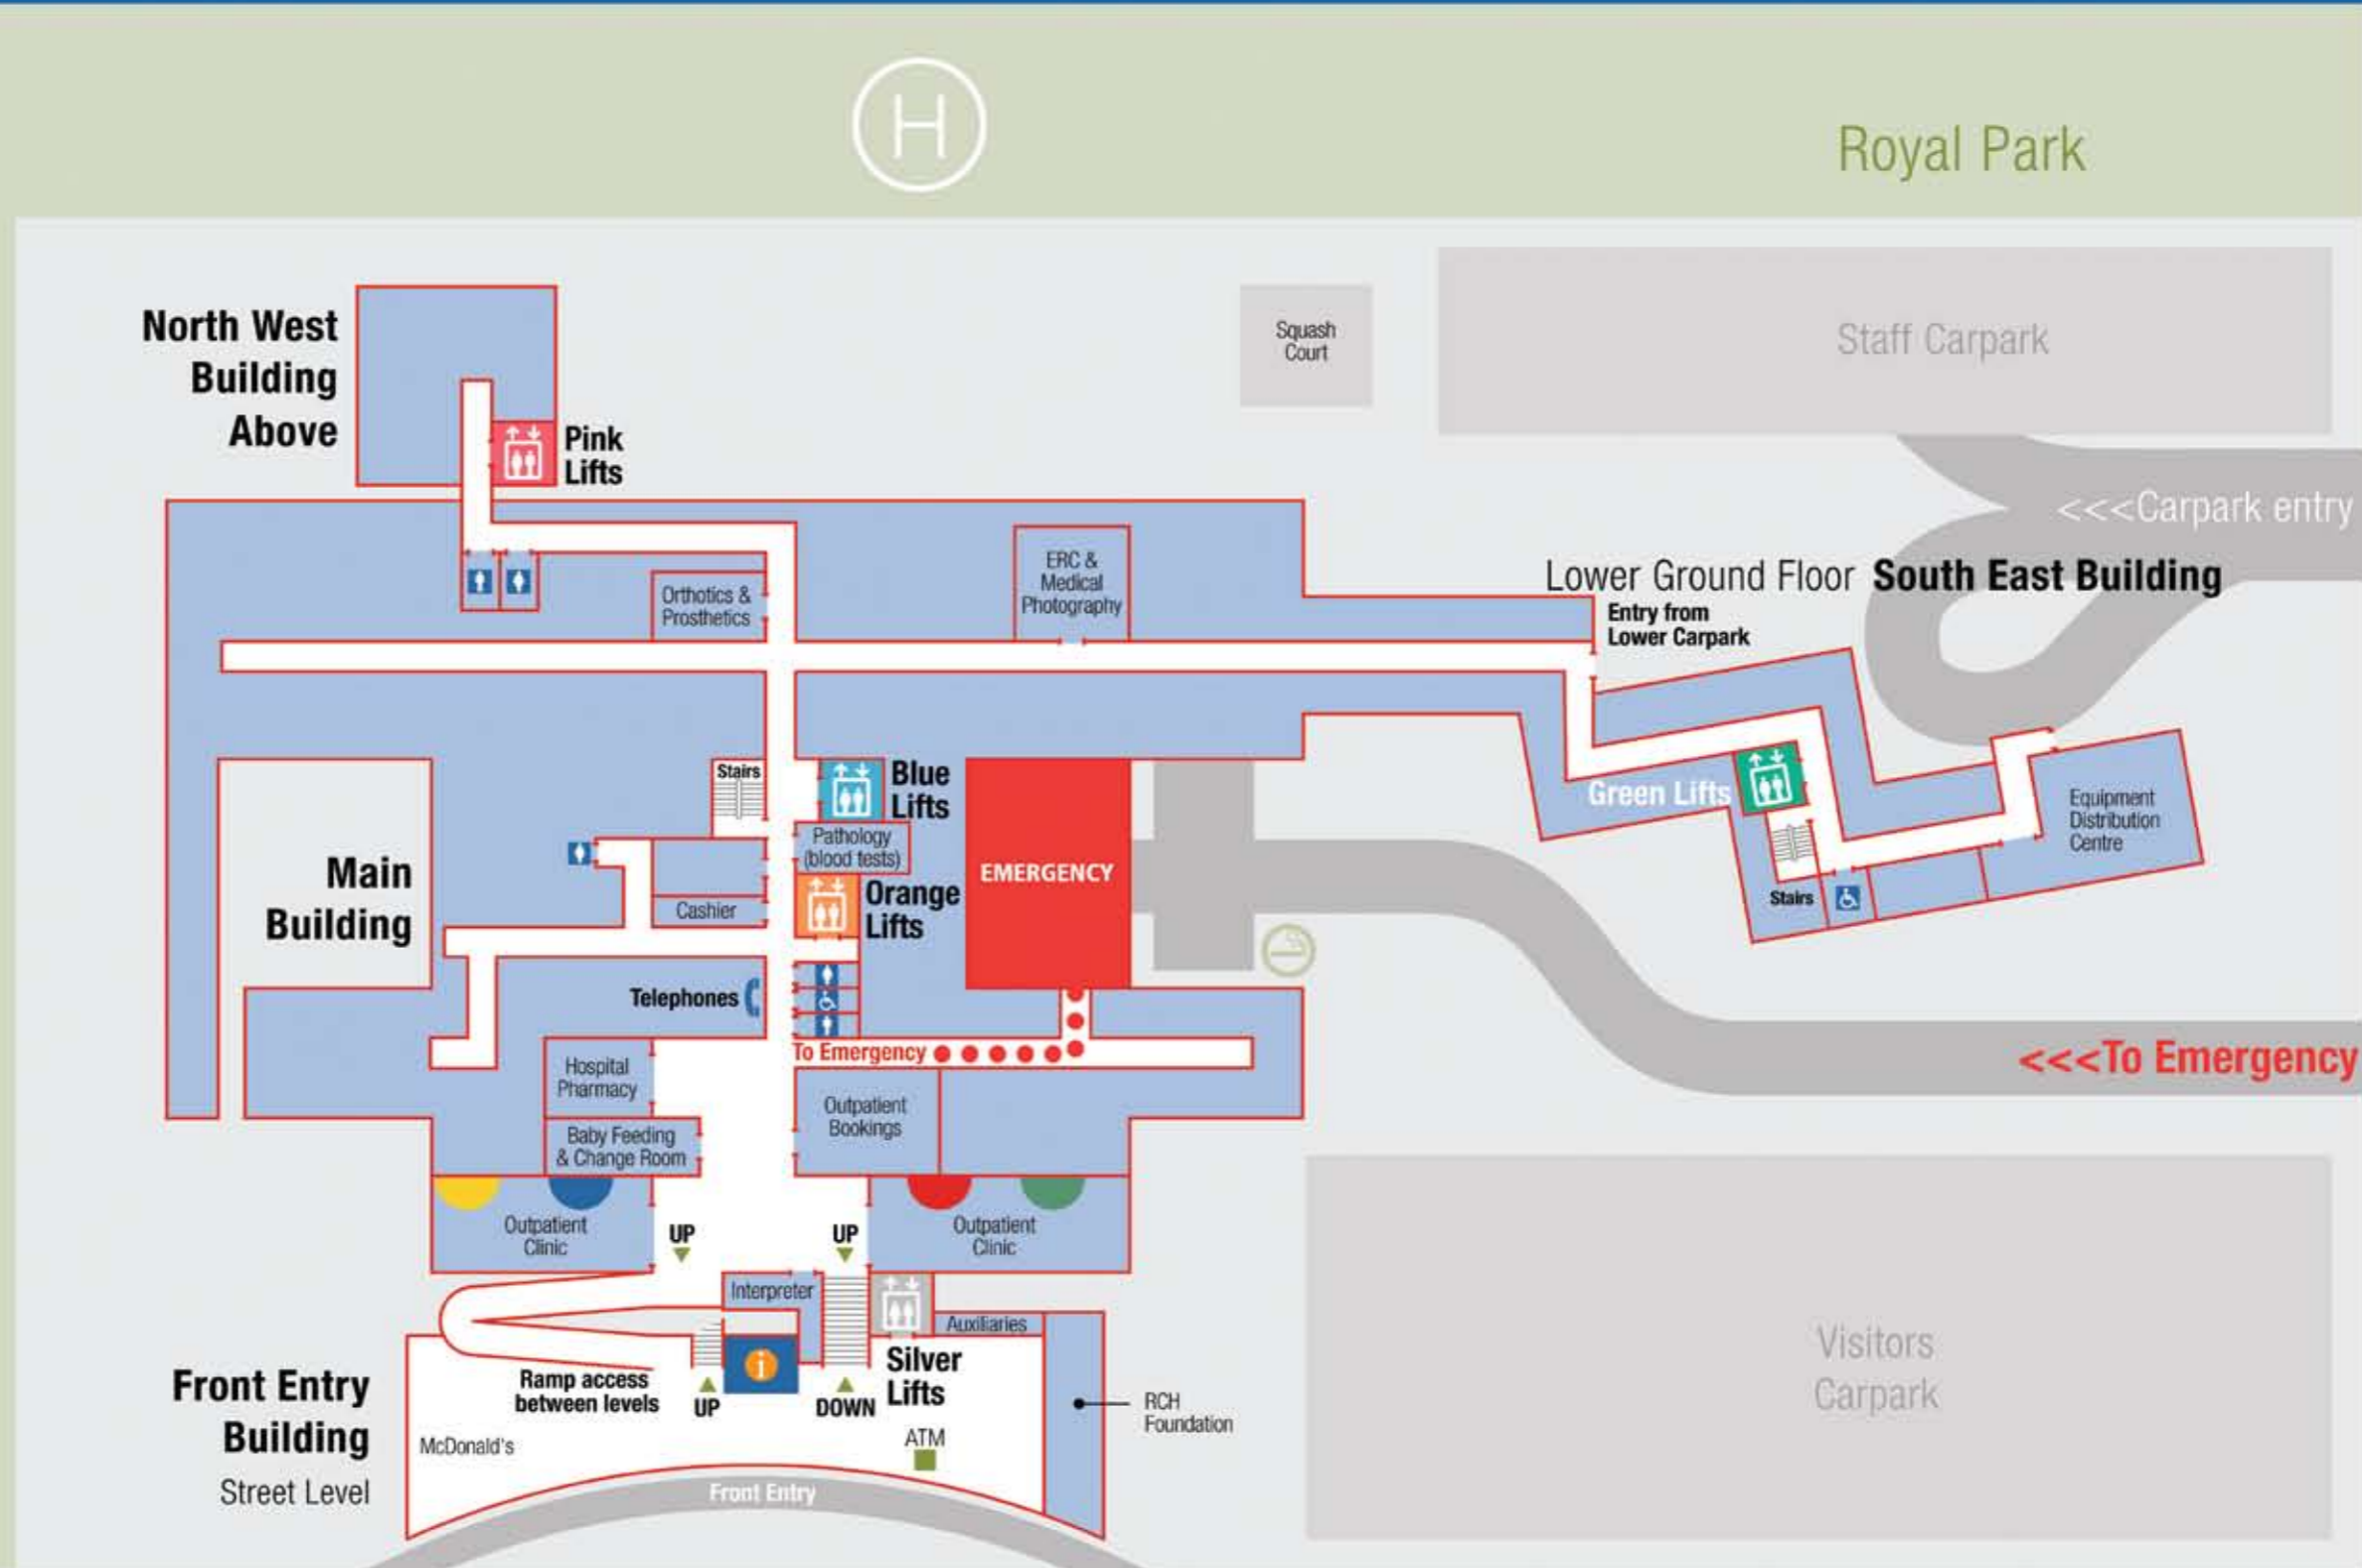 H
Royal Park
North West
Building
Above
Pink
Lifts
Squash
Court
Staff Carpark
<<<Carpark entry
Lower Ground Floor South East Building
Entry from
Lower Carpark
Orthotics &
Prosthetics
ERC &
Medical
Photography
Stairs
Blue
Lifts
Green Lifts
Equipment
Distribution
Centre
Pathology
(blood tests)
Main
Building
EMERGENCY
Orange
Lifts
Cashier
Stairs
Telephones
To Emergency
<<<To Emergency
Hospital
Pharmacy
Outpatient
Bookings
Baby Feeding
& Change Room
Outpatient
Clinic
UP
UP
Outpatient
Clinic
Interpreter
Auxiliaries
i
Silver
Lifts
Front Entry
Building
Street Level
Ramp access
between levels
UP
DOWN
RCH
Foundation
McDonald's
ATM
Front Entry
Visitors
Carpark